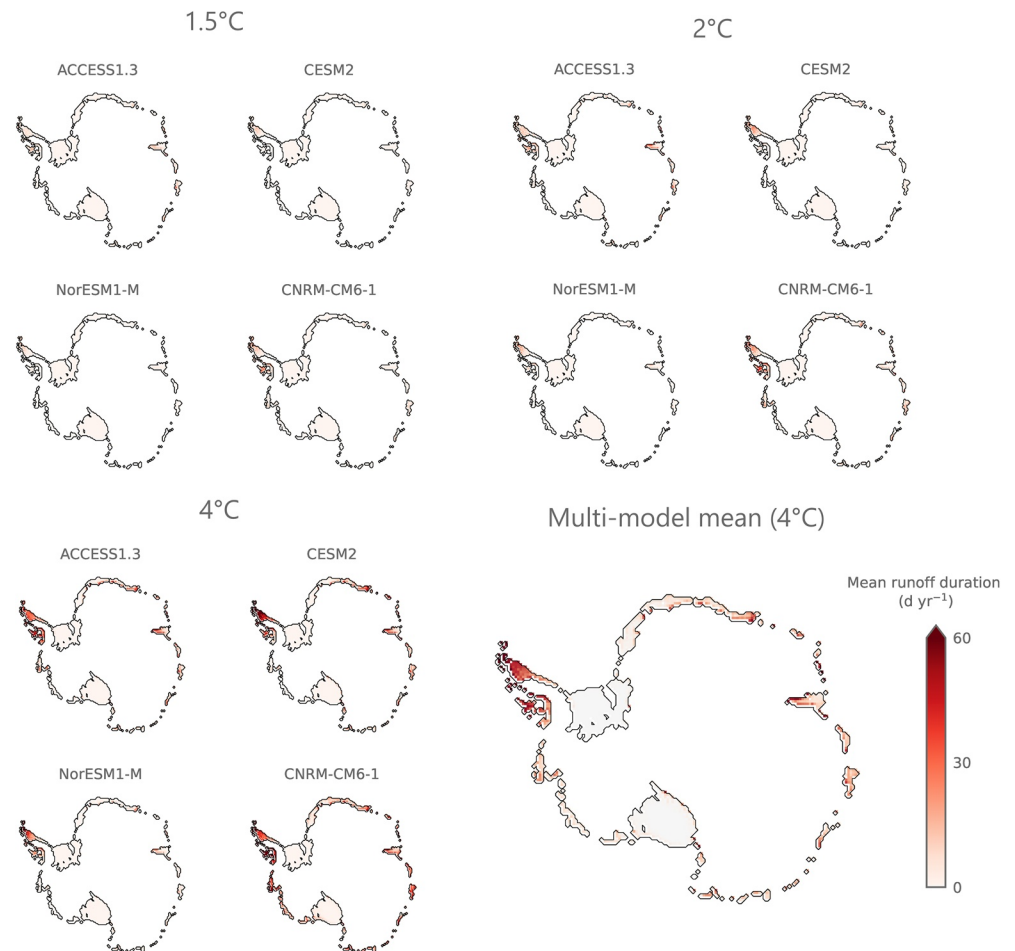 1.5°C
2°C
ACCESS1.3
CESM2
ACCESS1.3
CESM2
NorESM1-M
CNRM-CM6-1
NorESM1-M
CNRM-CM6-1
4°C
Multi-model mean (4°C)
ACCESS1.3
CESM2
Mean runoff duration
(d yr⁻¹)
60
30
0
NorESM1-M
CNRM-CM6-1